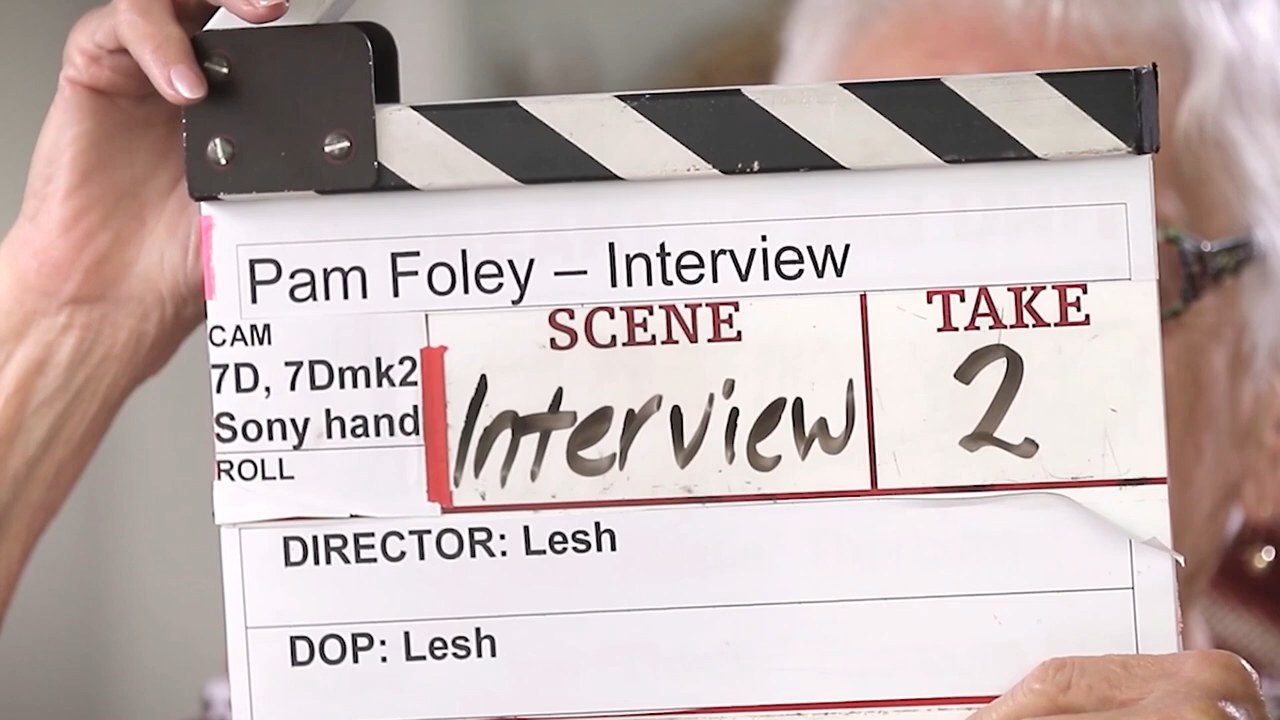 Pam Foley – Interview
CAM
7D, 7Dmk2
Sony hand
ROLL
SCENE
Interview
TAKE
2
DIRECTOR: Lesh
DOP: Lesh